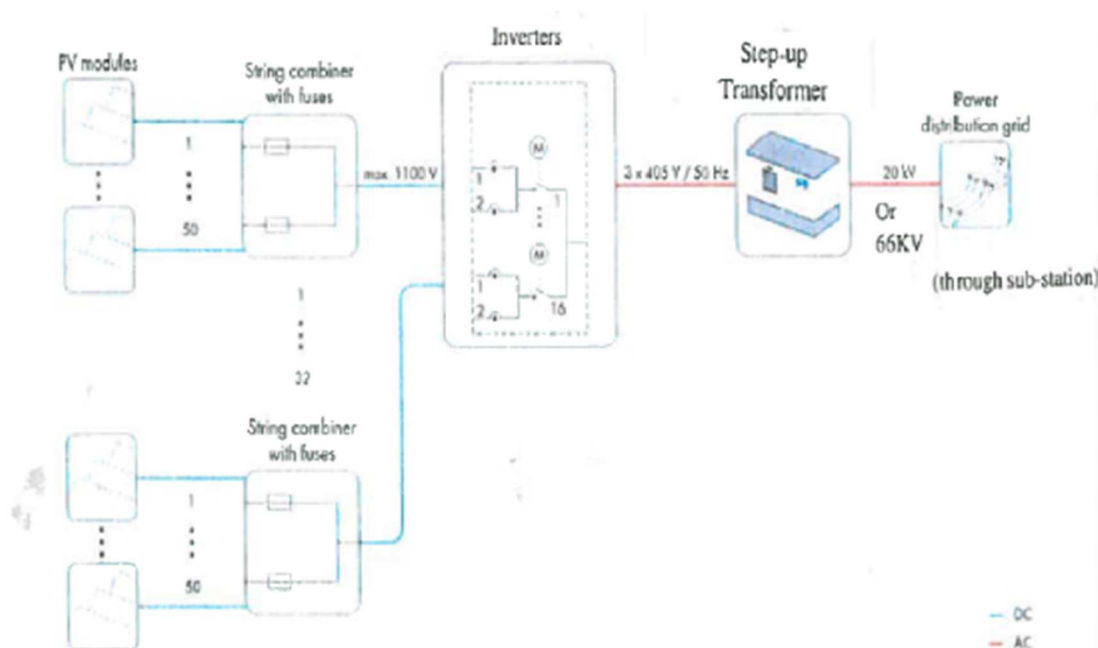 Inverters
PV modules
String combiner
with fuses
Step-up
Transformer
Power
distribution grid
1
50
max. 1100 V
M
1
2
1
M
1
2
16
3 x 405 V / 50 Hz
20 kV
Or
66KV
(through sub-station)
1
32
String combiner
with fuses
1
50
DC
AC